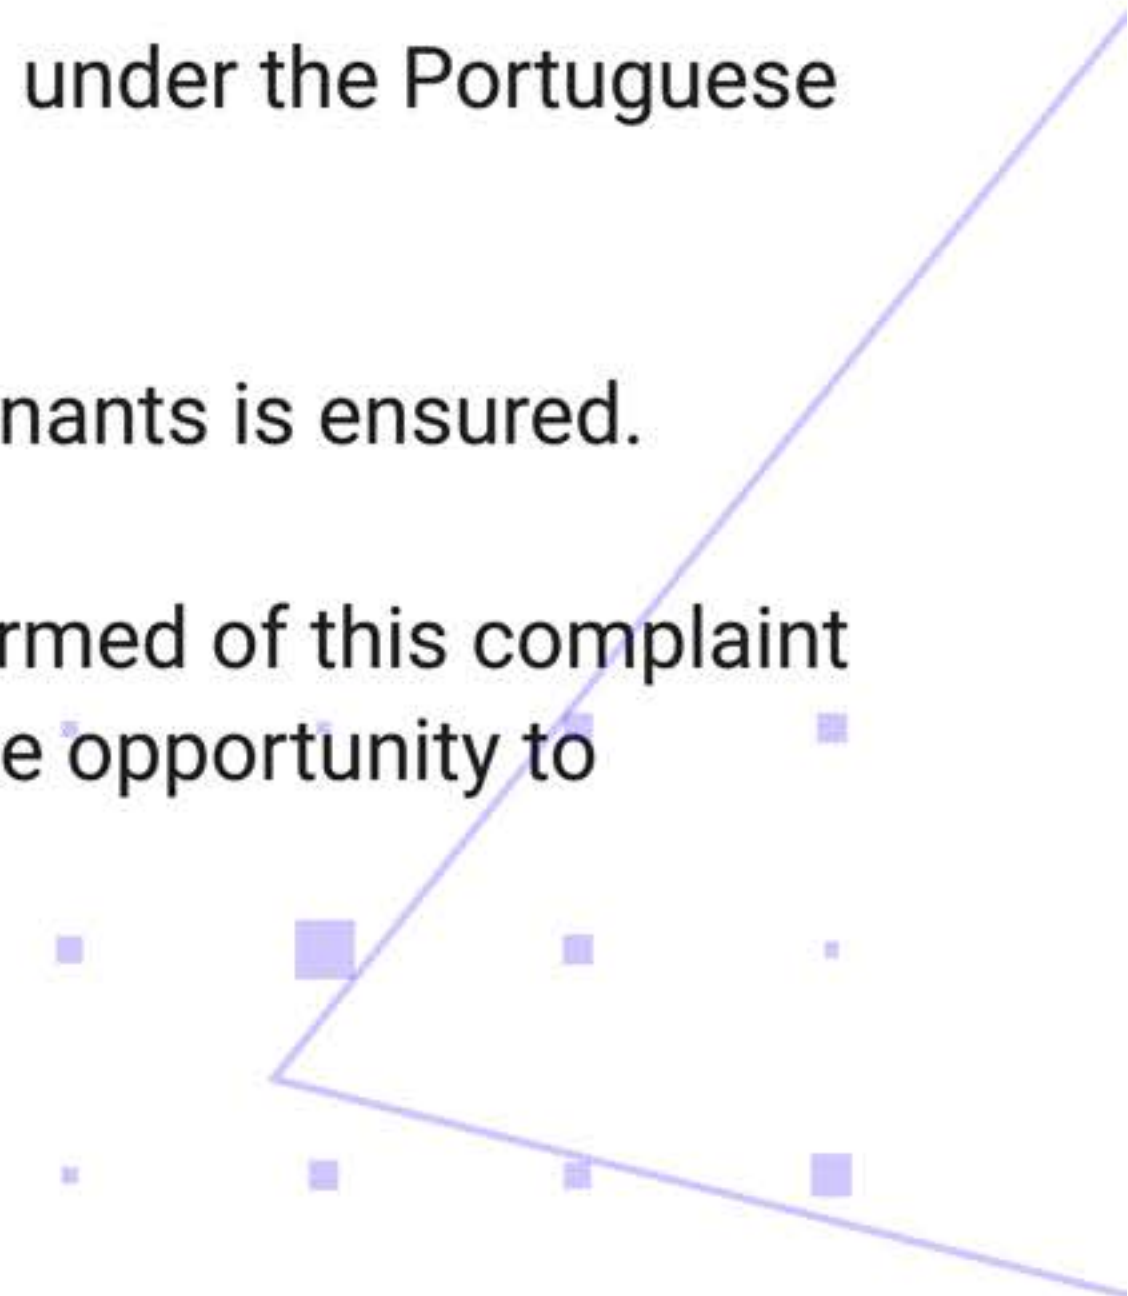 under the Portuguese
nants is ensured.
rmed of this complaint
e opportunity to